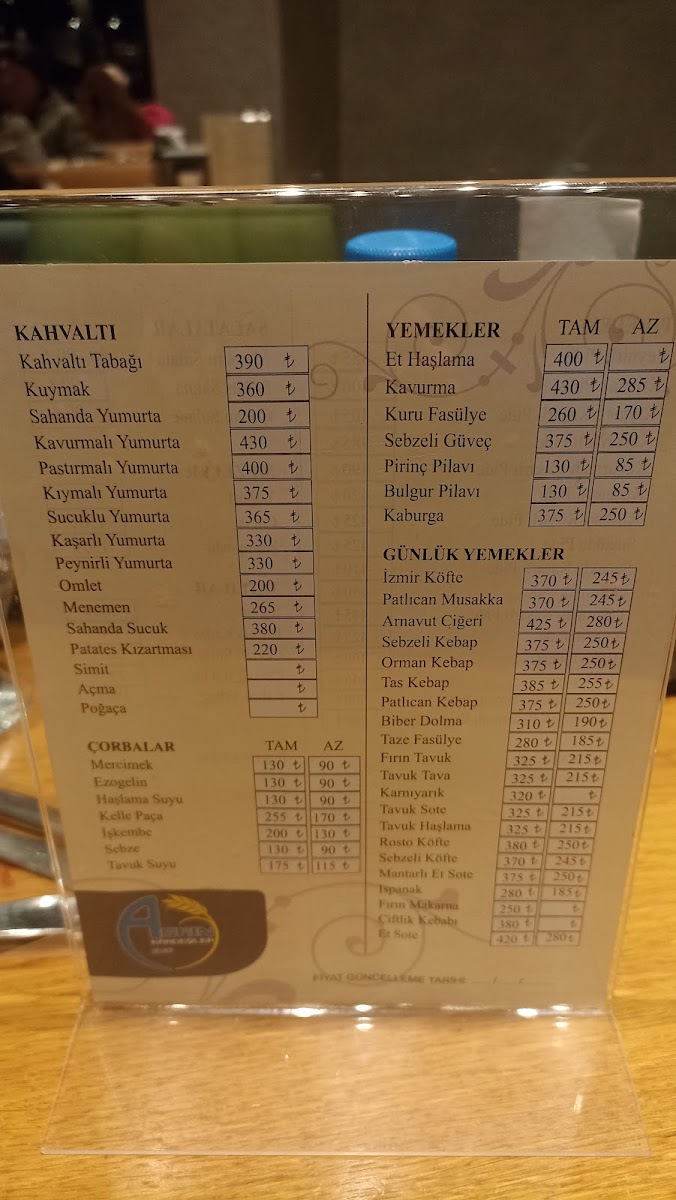 KAHVALTI
Kahvaltı Tabağı 390 ₺
Kuymak 360 ₺
Sahanda Yumurta 200 ₺
Kavurmalı Yumurta 430 ₺
Pastırmalı Yumurta 400 ₺
Kıymalı Yumurta 375 ₺
Sucuklu Yumurta 365 ₺
Kaşarlı Yumurta 330 ₺
Peynirli Yumurta 330 ₺
Omlet 200 ₺
Menemen 265 ₺
Sahanda Sucuk 380 ₺
Patates Kızartması 220 ₺
Simit ₺
Açma ₺
Poğaça ₺
ÇORBALAR TAM AZ
Mercimek 130 ₺ 90 ₺
Ezogelin 130 ₺ 90 ₺
Haşlama Suyu 130 ₺ 90 ₺
Kelle Paça 255 ₺ 170 ₺
İşkembe 200 ₺ 130 ₺
Sebze 130 ₺ 90 ₺
Tavuk Suyu 175 ₺ 115 ₺
YEMEKLER TAM AZ
Et Haşlama 400 ₺ ₺
Kavurma 430 ₺ 285 ₺
Kuru Fasülye 260 ₺ 170 ₺
Sebzeli Güveç 375 ₺ 250 ₺
Pirinç Pilavı 130 ₺ 85 ₺
Bulgur Pilavı 130 ₺ 85 ₺
Kaburga 375 ₺ 250 ₺
GÜNLÜK YEMEKLER
İzmir Köfte 370 ₺ 245 ₺
Patlıcan Musakka 370 ₺ 245 ₺
Arnavut Ciğeri 425 ₺ 280 ₺
Sebzeli Kebap 375 ₺ 250 ₺
Orman Kebap 375 ₺ 250 ₺
Tas Kebap 385 ₺ 255 ₺
Patlıcan Kebap 375 ₺ 250 ₺
Biber Dolma 310 ₺ 190 ₺
Taze Fasülye 280 ₺ 185 ₺
Fırın Tavuk 325 ₺ 215 ₺
Tavuk Tava 325 ₺ 215 ₺
Karnıyarık 320 ₺ ₺
Tavuk Sote 325 ₺ 215 ₺
Tavuk Haşlama 325 ₺ 215 ₺
Rosto Köfte 380 ₺ 250 ₺
Sebzeli Köfte 370 ₺ 245 ₺
Mantarlı Et Sote 375 ₺ 250 ₺
Ispanak 280 ₺ 185 ₺
Fırın Makarna 250 ₺ ₺
Çiftlik Kebabı 380 ₺ ₺
Et Sote 420 ₺ 280 ₺
KARDEŞLER
FİYAT GÜNCELLEME TARİHİ: / /